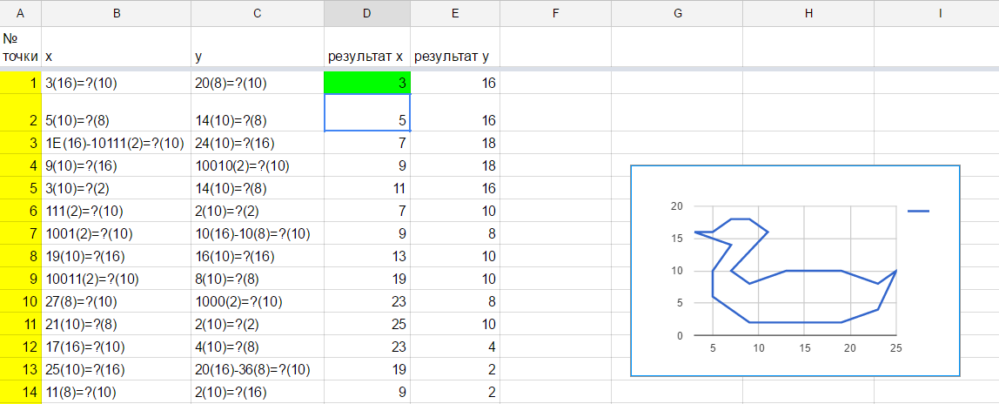 A B C D E F G H I
№ точки x y результат x результат y
1 3(16)=?(10) 20(8)=?(10) 3 16
2 5(10)=?(8) 14(10)=?(8) 5 16
3 1E(16)-10111(2)=?(10) 24(10)=?(16) 7 18
4 9(10)=?(16) 10010(2)=?(10) 9 18
5 3(10)=?(2) 14(10)=?(8) 11 16
6 111(2)=?(10) 2(10)=?(2) 7 10
7 1001(2)=?(10) 10(16)-10(8)=?(10) 9 8
8 19(10)=?(16) 16(10)=?(16) 13 10
9 10011(2)=?(10) 8(10)=?(8) 19 10
10 27(8)=?(10) 1000(2)=?(10) 23 8
11 21(10)=?(8) 2(10)=?(2) 25 10
12 17(16)=?(10) 4(10)=?(8) 23 4
13 25(10)=?(16) 20(16)-36(8)=?(10) 19 2
14 11(8)=?(10) 2(10)=?(16) 9 2
20
15
10
5
0
5 10 15 20 25